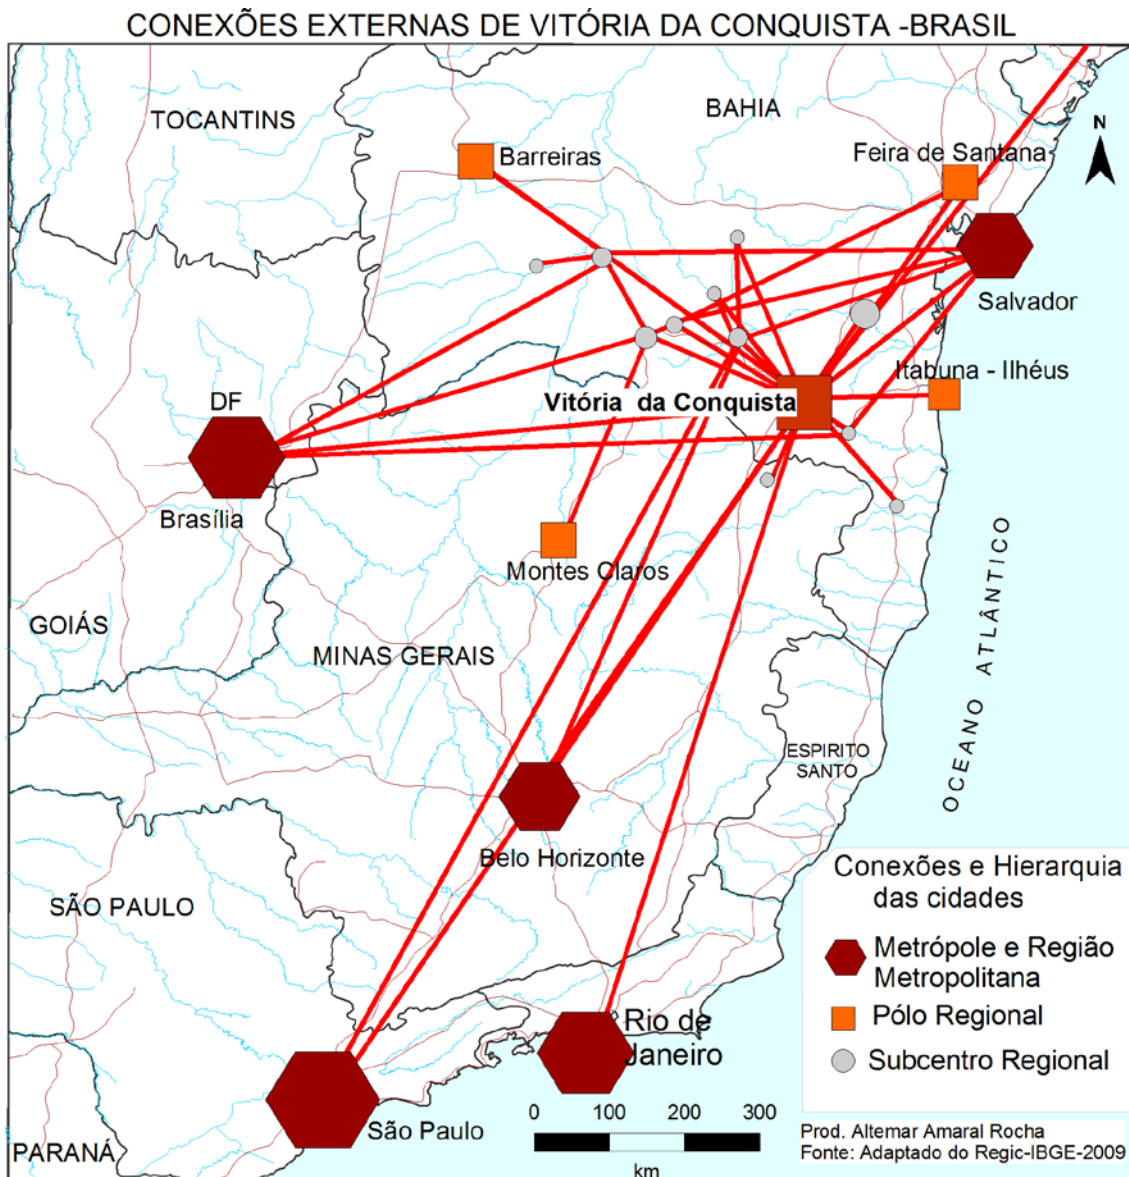 CONEXÕES EXTERNAS DE VITÓRIA DA CONQUISTA -BRASIL
TOCANTINS
BAHIA
N
Barreiras
Feira de Santana
Salvador
Itabuna - Ilhéus
Vitória da Conquista
DF
Brasília
Montes Claros
GOIÁS
MINAS GERAIS
OCEANO ATLÂNTICO
ESPIRITO
SANTO
Belo Horizonte
SÃO PAULO
Rio de
Janeiro
São Paulo
PARANÁ
Conexões e Hierarquia
das cidades
Metrópole e Região
Metropolitana
Pólo Regional
Subcentro Regional
0 100 200 300
km
Prod. Altemar Amaral Rocha
Fonte: Adaptado do Regic-IBGE-2009